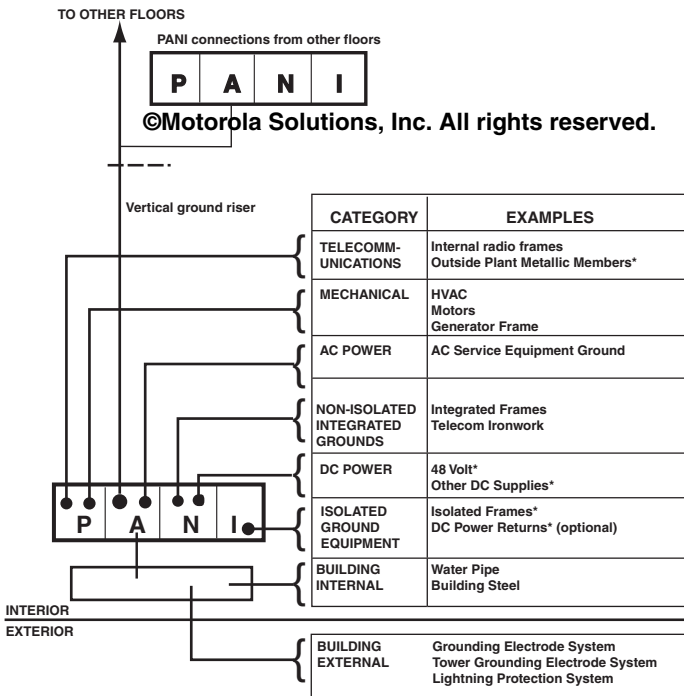 TO OTHER FLOORS
PANI connections from other floors
P A N I
©Motorola Solutions, Inc. All rights reserved.
Vertical ground riser
CATEGORY EXAMPLES
TELECOMM-
UNICATIONS
Internal radio frames
Outside Plant Metallic Members*
MECHANICAL
HVAC
Motors
Generator Frame
AC POWER
AC Service Equipment Ground
NON-ISOLATED
INTEGRATED
GROUNDS
Integrated Frames
Telecom Ironwork
DC POWER
48 Volt*
Other DC Supplies*
P A N I
ISOLATED
GROUND
EQUIPMENT
Isolated Frames*
DC Power Returns* (optional)
BUILDING
INTERNAL
Water Pipe
Building Steel
INTERIOR
EXTERIOR
BUILDING
EXTERNAL
Grounding Electrode System
Tower Grounding Electrode System
Lightning Protection System